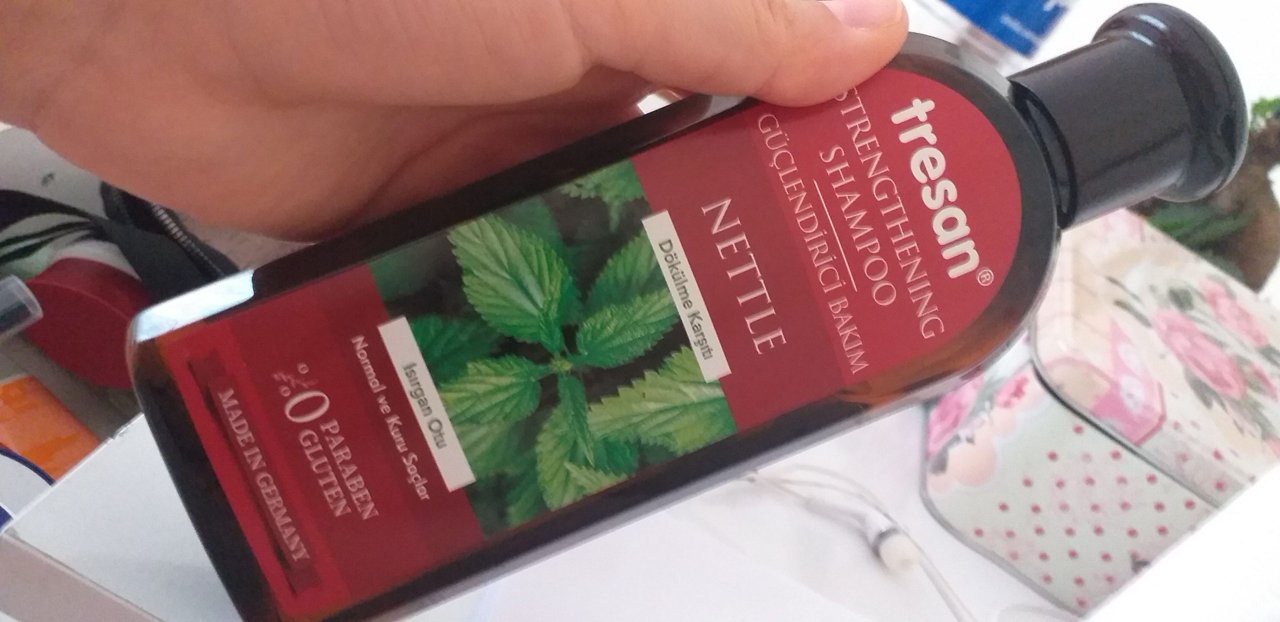 tresan®
STRENGTHENING
SHAMPOO
GÜÇLENDİRİCİ BAKIM
NETTLE
Dökülme Karşıtı
Isırgan Otu
Normal ve Kuru Saçlar
%0 PARABEN
%0 GLUTEN
MADE IN GERMANY